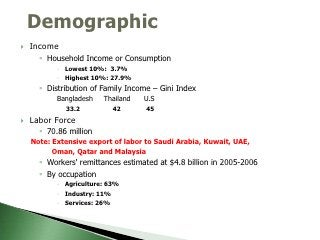 Demographic
Income
Household Income or Consumption
Lowest 10%: 3.7%
Highest 10%: 27.9%
Distribution of Family Income – Gini Index
Bangladesh Thailand U.S
33.2 42 45
Labor Force
70.86 million
Note: Extensive export of labor to Saudi Arabia, Kuwait, UAE,
Oman, Qatar and Malaysia
Workers' remittances estimated at $4.8 billion in 2005-2006
By occupation
Agriculture: 63%
Industry: 11%
Services: 26%